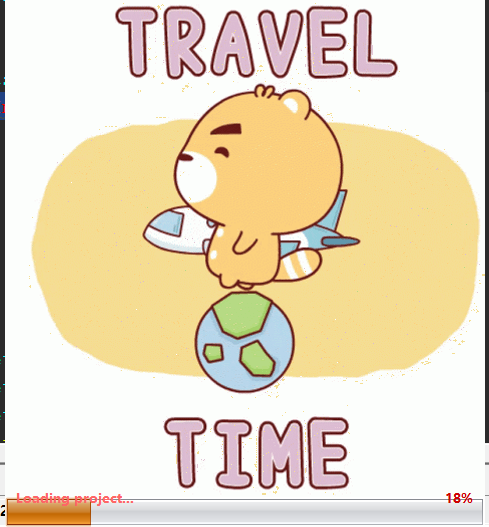 TRAVEL
TIME
Loading project...
18%